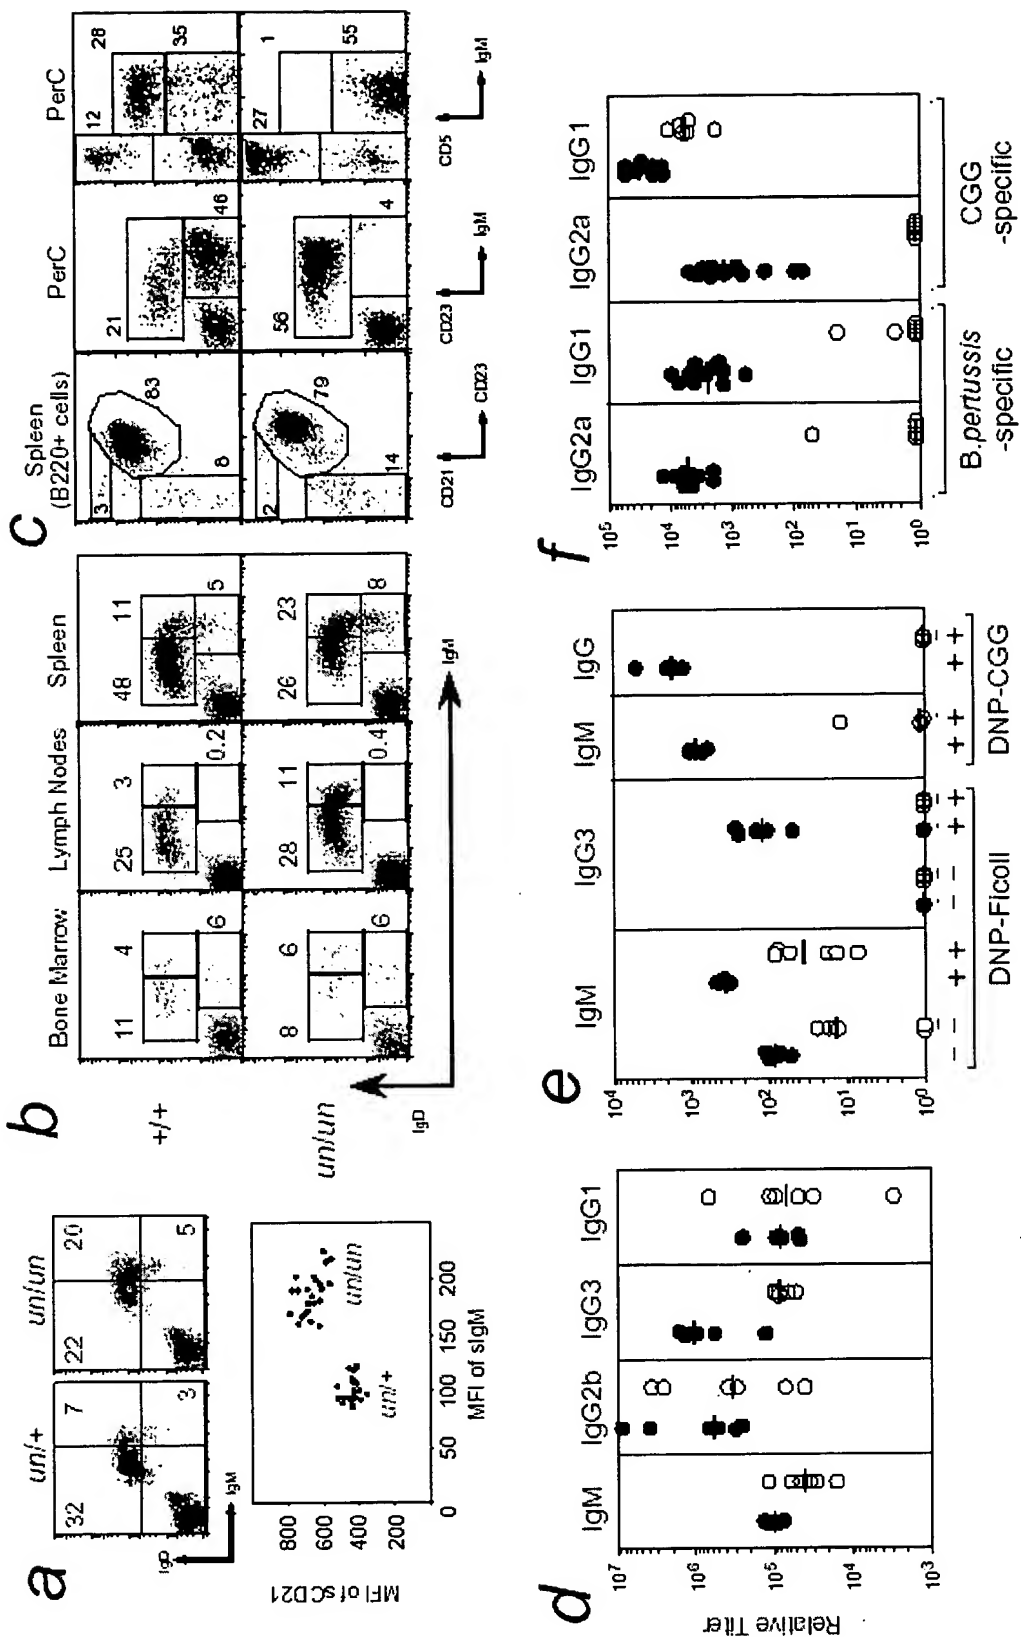 a
un/+
un/un
32
7
3
22
20
5
IgD
IgM
MFI of sCD21
800
600
400
200
un/un
un/+
0
50
100
150
200
MFI of sIgM
b
Bone Marrow
Lymph Nodes
Spleen
+/+
11
4
6
25
3
0.2
48
11
5
un/un
8
6
6
28
11
0.4
26
23
8
IgD
IgM
c
Spleen
(B220+ cells)
PerC
PerC
3
83
8
21
46
12
28
35
2
79
14
56
4
27
1
55
CD21
CD23
CD23
IgM
CD5
IgM
d
IgM
IgG2b
IgG3
IgG1
Relative Titer
10⁷
10⁶
10⁵
10⁴
10³
e
IgM
IgG3
IgM
IgG
10⁴
10³
10²
10¹
10⁰
- - + + - - + + + + + +
DNP-Ficoll
DNP-CGG
f
IgG2a
IgG1
IgG2a
IgG1
10⁵
10⁴
10³
10²
10¹
10⁰
B.pertussis
-specific
CGG
-specific